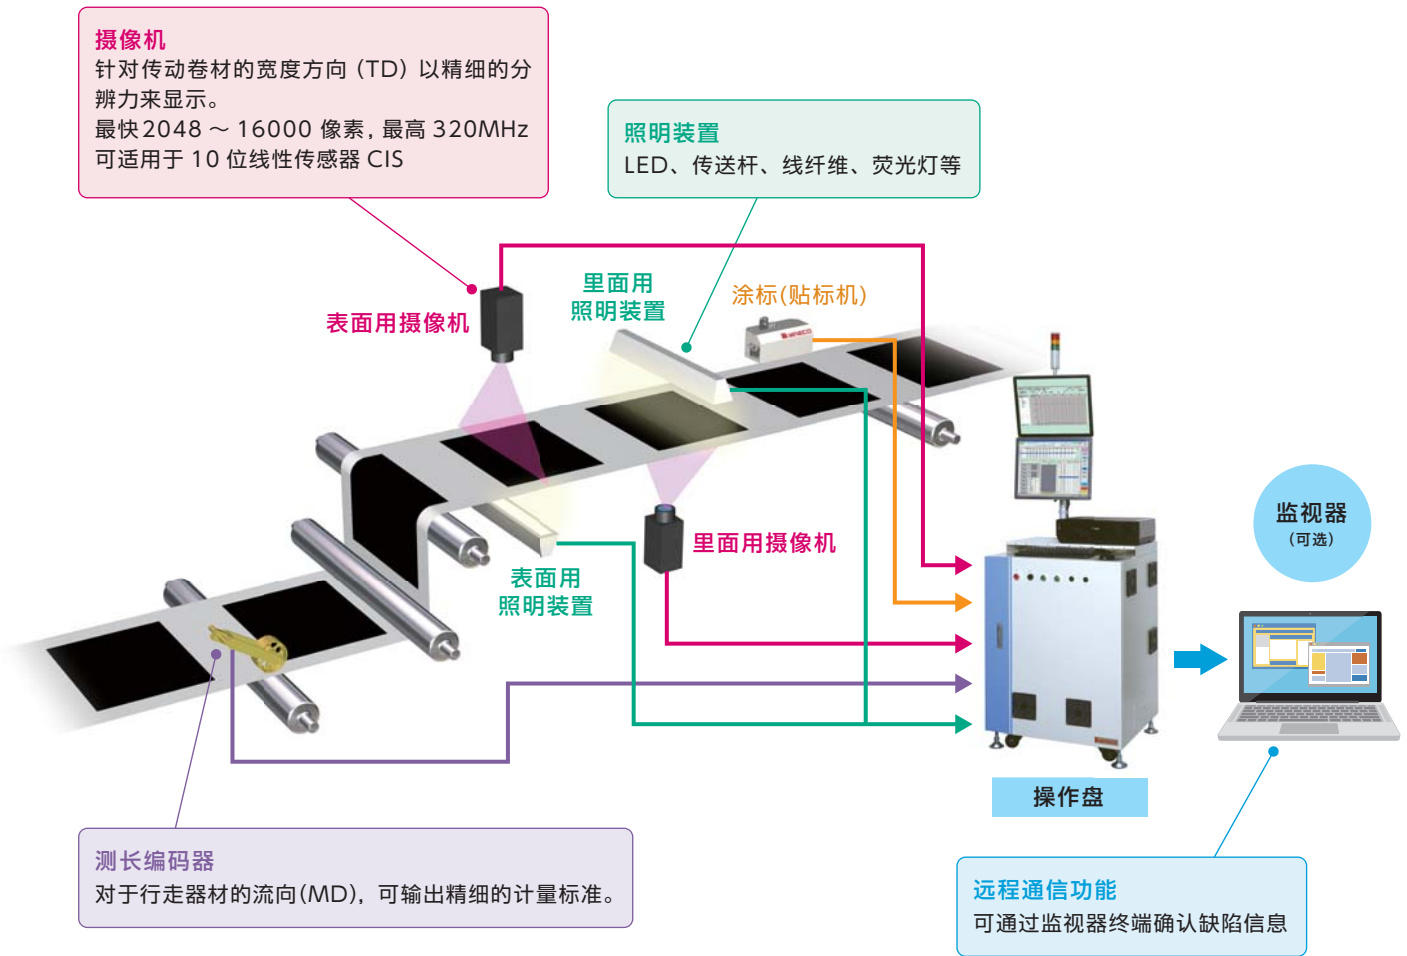 摄像机
针对传动卷材的宽度方向 (TD) 以精细的分
辨力来显示。
最快2048 ～ 16000 像素, 最高 320MHz
可适用于 10 位线性传感器 CIS
照明装置
LED、传送杆、线纤维、荧光灯等
里面用
照明装置
涂标(贴标机)
表面用摄像机
里面用摄像机
表面用
照明装置
监视器
(可选)
操作盘
测长编码器
对于行走器材的流向(MD), 可输出精细的计量标准。
远程通信功能
可通过监视器终端确认缺陷信息